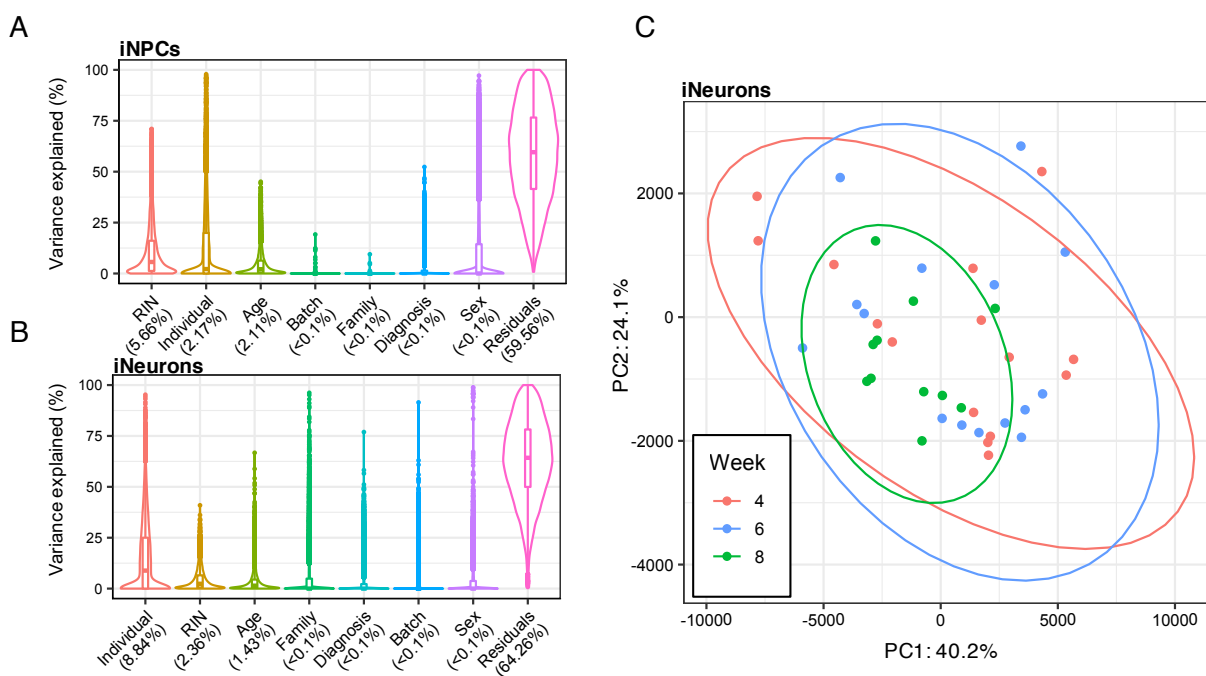 A
iNPCs
Variance explained (%)
100
75
50
25
0
RIN
(5.66%)
Individual
(2.17%)
Age
(2.11%)
Batch
(<0.1%)
Family
(<0.1%)
Diagnosis
(<0.1%)
Sex
(<0.1%)
Residuals
(59.56%)
B
iNeurons
Variance explained (%)
100
75
50
25
0
Individual
(8.84%)
RIN
(2.36%)
Age
(1.43%)
Family
(<0.1%)
Diagnosis
(<0.1%)
Batch
(<0.1%)
Sex
(<0.1%)
Residuals
(64.26%)
C
iNeurons
PC2: 24.1%
2000
0
-2000
-4000
Week
4
6
8
-10000
-5000
0
5000
10000
PC1: 40.2%